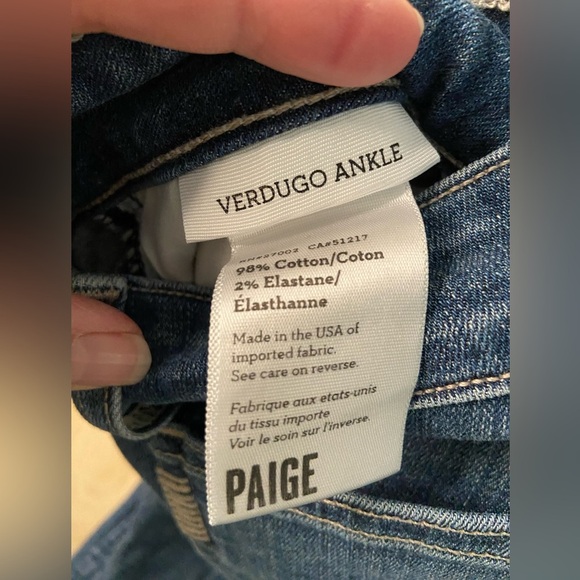 VERDUGO ANKLE
CA#51217
98% Cotton/Coton
2% Elastane/
Élasthanne
Made in the USA of
imported fabric.
See care on reverse.
Fabrique aux etats-unis
du tissu importe
Voir le soin sur l'inverse.
PAIGE